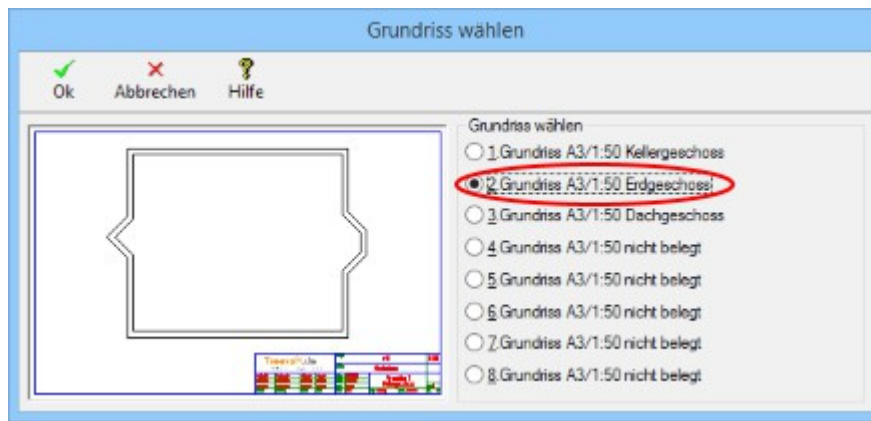 Grundriss wählen
Ok Abbrechen Hilfe
Grundriss wählen
1.Grundriss A3/1:50 Kellergeschoss
2.Grundriss A3/1:50 Erdgeschoss
3.Grundriss A3/1:50 Dachgeschoss
4.Grundriss A3/1:50 nicht belegt
5.Grundriss A3/1:50 nicht belegt
6.Grundriss A3/1:50 nicht belegt
7.Grundriss A3/1:50 nicht belegt
8.Grundriss A3/1:50 nicht belegt